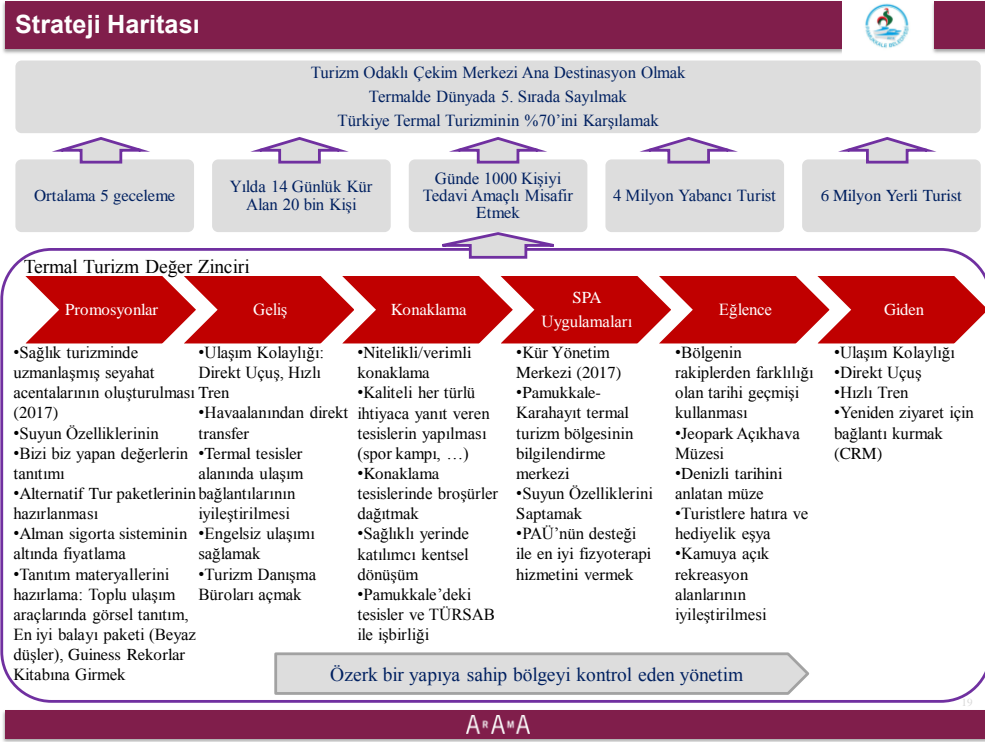 Strateji Haritası
Turizm Odaklı Çekim Merkezi Ana Destinasyon Olmak
Termalde Dünyada 5. Sırada Sayılmak
Türkiye Termal Turizminin %70’ini Karşılamak
Ortalama 5 geceleme
Yılda 14 Günlük Kür
Alan 20 bin Kişi
Günde 1000 Kişiyi
Tedavi Amaçlı Misafir
Etmek
4 Milyon Yabancı Turist
6 Milyon Yerli Turist
Termal Turizm Değer Zinciri
Promosyonlar
Geliş
Konaklama
SPA
Uygulamaları
Eğlence
Giden
•Sağlık turizminde
uzmanlaşmış seyahat
acentalarının oluşturulması
(2017)
•Suyun Özelliklerinin
•Bizi biz yapan değerlerin
tanıtımı
•Alternatif Tur paketlerinin
hazırlanması
•Alman sigorta sisteminin
altında fiyatlama
•Tanıtım materyallerini
hazırlama: Toplu ulaşım
araçlarında görsel tanıtım,
En iyi balayı paketi (Beyaz
düşler), Guiness Rekorlar
Kitabına Girmek
•Ulaşım Kolaylığı:
Direkt Uçuş, Hızlı
Tren
•Havaalanından direkt
transfer
•Termal tesisler
alanında ulaşım
bağlantılarının
iyileştirilmesi
•Engelsiz ulaşımı
sağlamak
•Turizm Danışma
Büroları açmak
•Nitelikli/verimli
konaklama
•Kaliteli her türlü
ihtiyaca yanıt veren
tesislerin yapılması
(spor kampı, …)
•Konaklama
tesislerinde broşürler
dağıtmak
•Sağlıklı yerinde
katılımcı kentsel
dönüşüm
•Pamukkale’deki
tesisler ve TÜRSAB
ile işbirliği
•Kür Yönetim
Merkezi (2017)
•Pamukkale-
Karahayıt termal
turizm bölgesinin
bilgilendirme
merkezi
•Suyun Özelliklerini
Saptamak
•PAÜ’nün desteği
ile en iyi fizyoterapi
hizmetini vermek
•Bölgenin
rakiplerden farklılığı
olan tarihi geçmişi
kullanması
•Jeopark Açıkhava
Müzesi
•Denizli tarihini
anlatan müze
•Turistlere hatıra ve
hediyelik eşya
•Kamuya açık
rekreasyon
alanlarının
iyileştirilmesi
•Ulaşım Kolaylığı
•Direkt Uçuş
•Hızlı Tren
•Yeniden ziyaret için
bağlantı kurmak
(CRM)
Özerk bir yapıya sahip bölgeyi kontrol eden yönetim
19
ARAMA